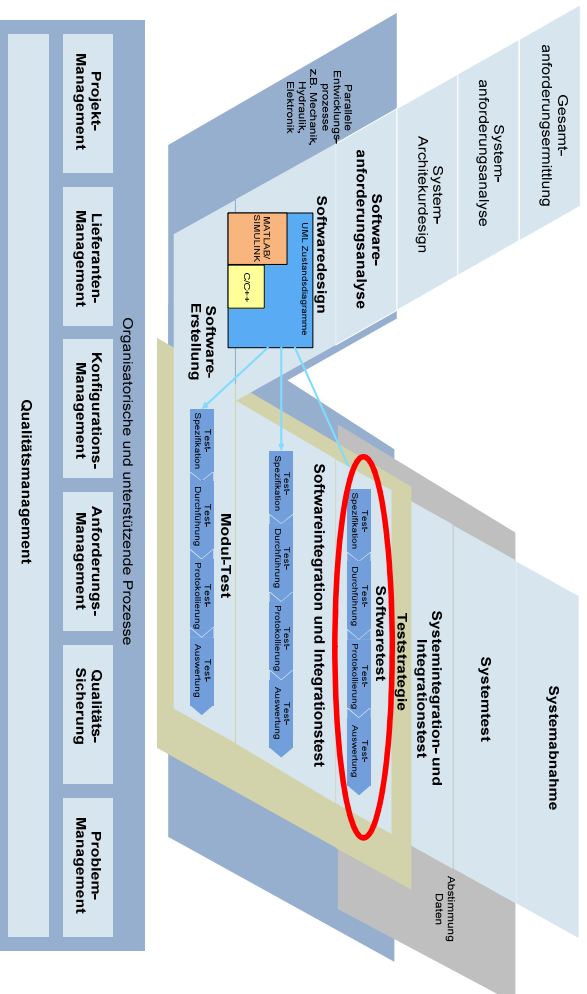 Gesamt-
anforderungsermittlung
System-
anforderungsanalyse
System-
Architekurdesign
Software-
anforderungsanalyse
Softwaredesign
UML Zustandsdiagramme
MATLAB/
SIMULINK
C/C++
Software-
Erstellung
Parallele
Entwicklungs-
prozesse
z.B. Mechanik,
Hydraulik,
Elektronik
Systemabnahme
Systemtest
Systemintegration- und
Integrationstest
Abstimmung
Daten
Teststrategie
Softwaretest
Test-
Spezifikation
Test-
Durchführung
Test-
Protokollierung
Test-
Auswertung
Softwareintegration und Integrationstest
Test-
Spezifikation
Test-
Durchführung
Test-
Protokollierung
Test-
Auswertung
Modul-Test
Test-
Spezifikation
Test-
Durchführung
Test-
Protokollierung
Test-
Auswertung
Organisatorische und unterstützende Prozesse
Projekt-
Management
Lieferanten-
Management
Konfigurations-
Management
Anforderungs-
Management
Qualitäts-
Sicherung
Problem-
Management
Qualitätsmanagement